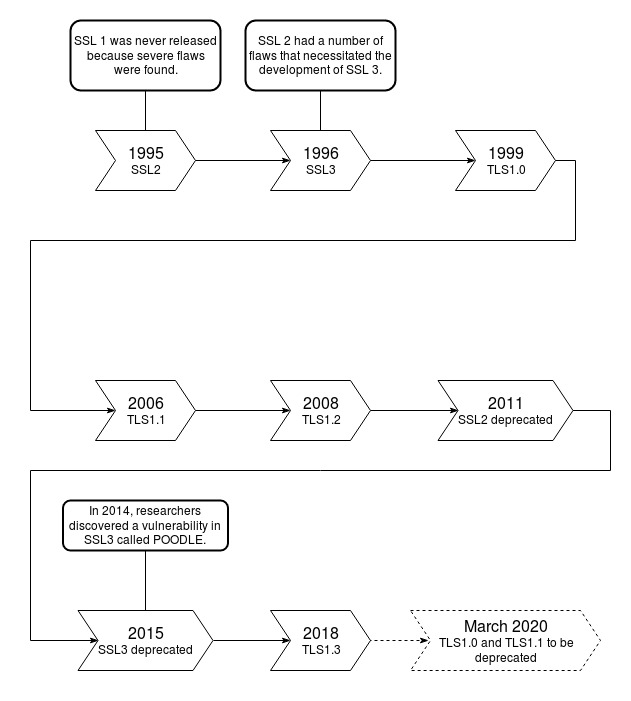 SSL 1 was never released
because severe flaws
were found.
SSL 2 had a number of
flaws that necessitated the
development of SSL 3.
1995
SSL2
1996
SSL3
1999
TLS1.0
2006
TLS1.1
2008
TLS1.2
2011
SSL2 deprecated
In 2014, researchers
discovered a vulnerability in
SSL3 called POODLE.
2015
SSL3 deprecated
2018
TLS1.3
March 2020
TLS1.0 and TLS1.1 to be
deprecated